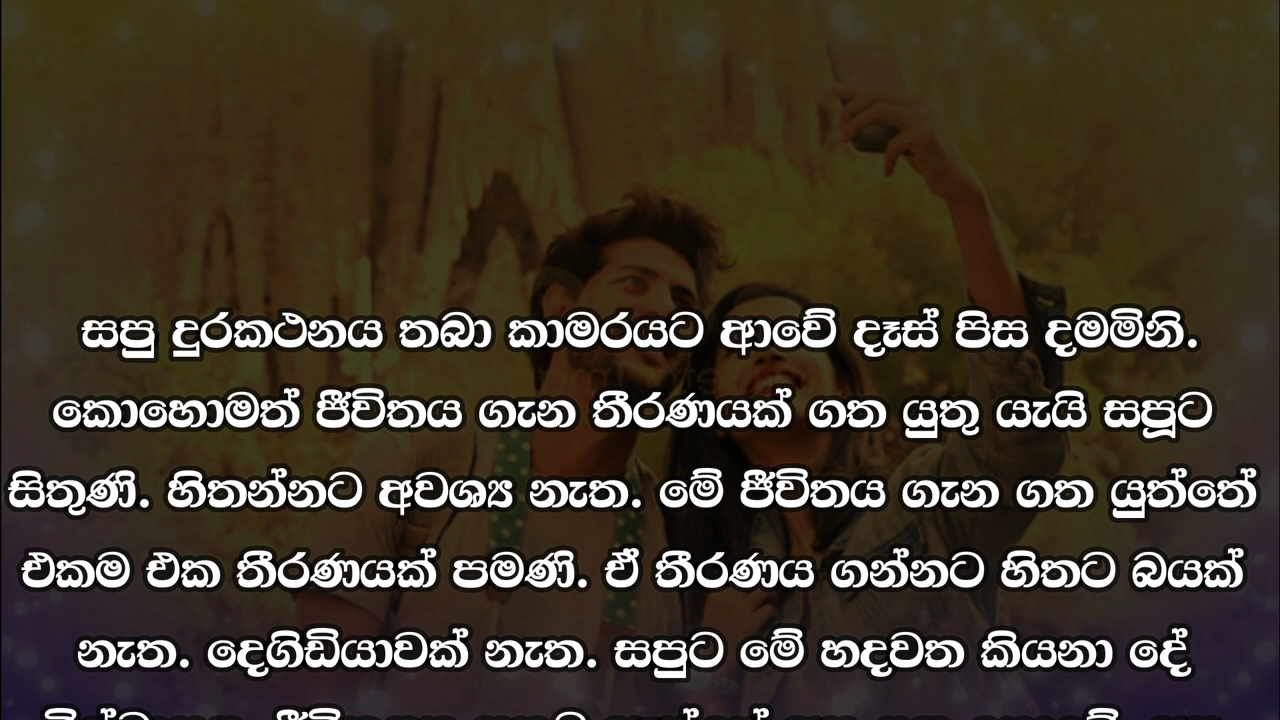 සපු දුරකථනය තබා කාමරයට ආවේ දෑස් පිස දමමිනි.
කොහොමත් ජීවිතය ගැන තීරණයක් ගත යුතු යැයි සපූට
සිතුණි. හිතන්නට අවශ්‍ය නැත. මේ ජීවිතය ගැන ගත යුත්තේ
එකම එක තීරණයක් පමණි. ඒ තීරණය ගන්නට හිතට බයක්
නැත. දෙගිඩියාවක් නැත. සපුට මේ හදවත කියනා දේ